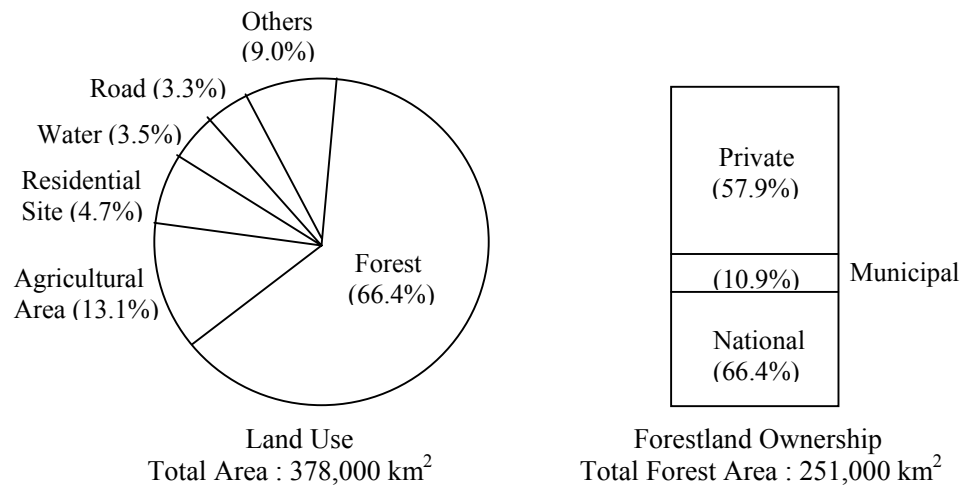 Others
(9.0%)
Road (3.3%)
Water (3.5%)
Residential
Site (4.7%)
Agricultural
Area (13.1%)
Forest
(66.4%)
Land Use
Total Area : 378,000 km²
Private
(57.9%)
(10.9%)
Municipal
National
(66.4%)
Forestland Ownership
Total Forest Area : 251,000 km²